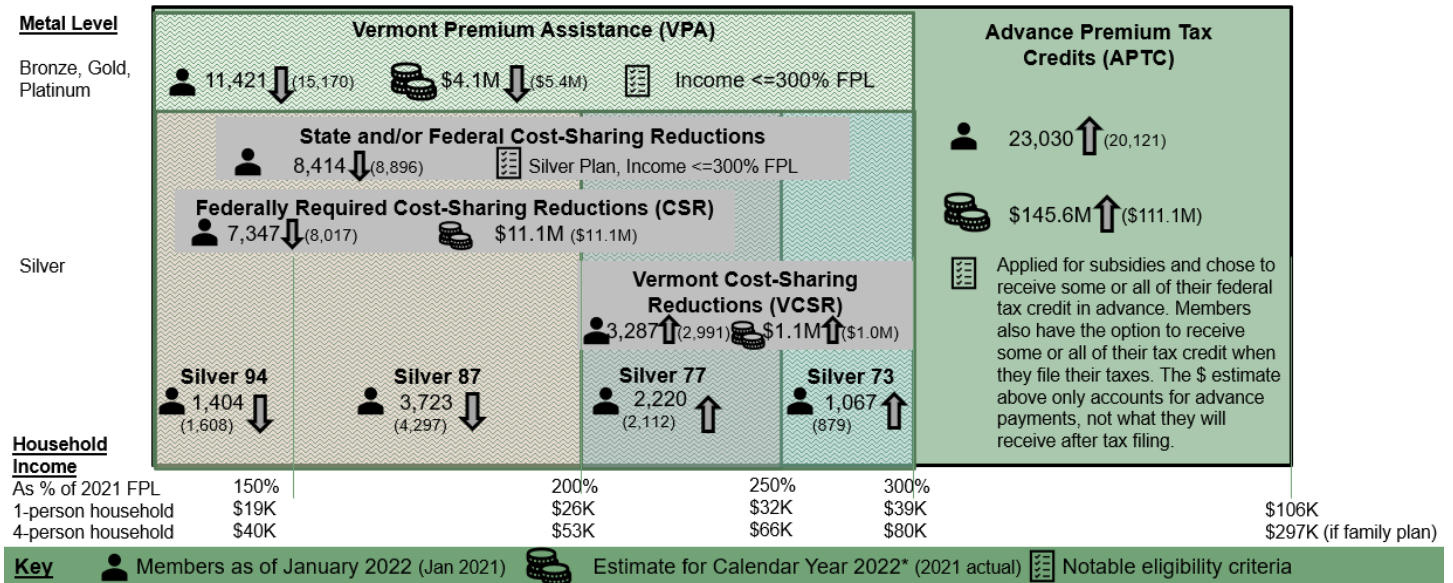 Metal Level
Bronze, Gold,
Platinum
Vermont Premium Assistance (VPA)
11,421 (15,170) $4.1M ($5.4M) Income <=300% FPL
State and/or Federal Cost-Sharing Reductions
8,414 (8,896) Silver Plan, Income <=300% FPL
Federally Required Cost-Sharing Reductions (CSR)
7,347 (8,017) $11.1M ($11.1M)
Silver
Vermont Cost-Sharing
Reductions (VCSR)
3,287 (2,991) $1.1M ($1.0M)
Silver 94
1,404
(1,608)
Silver 87
3,723
(4,297)
Silver 77
2,220
(2,112)
Silver 73
1,067
(879)
Advance Premium Tax
Credits (APTC)
23,030 (20,121)
$145.6M ($111.1M)
Applied for subsidies and chose to
receive some or all of their federal
tax credit in advance. Members
also have the option to receive
some or all of their tax credit when
they file their taxes. The $ estimate
above only accounts for advance
payments, not what they will
receive after tax filing.
Household
Income
As % of 2021 FPL 150% 200% 250% 300%
1-person household $19K $26K $32K $39K $106K
4-person household $40K $53K $66K $80K $297K (if family plan)
Key Members as of January 2022 (Jan 2021) Estimate for Calendar Year 2022* (2021 actual) Notable eligibility criteria